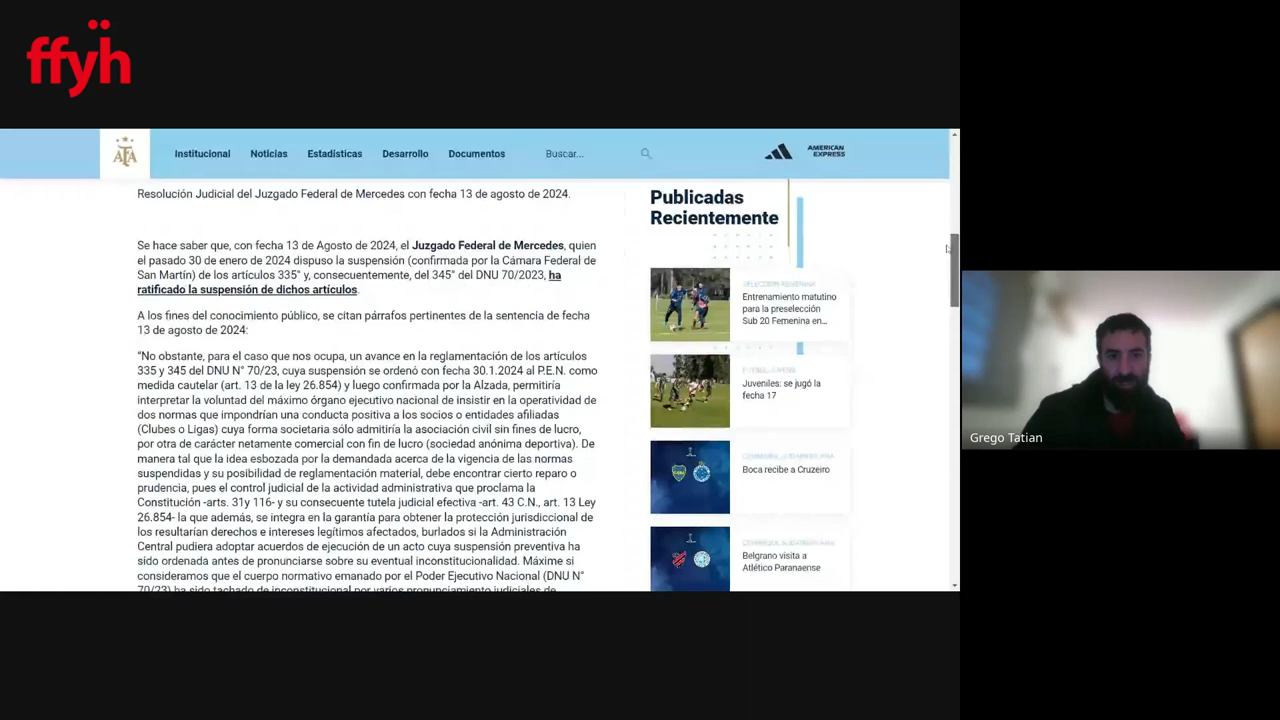 ffyh
AFA
Institucional
Noticias
Estadísticas
Desarrollo
Documentos
Buscar...
AMERICAN
EXPRESS
Resolución Judicial del Juzgado Federal de Mercedes con fecha 13 de agosto de 2024.
Se hace saber que, con fecha 13 de Agosto de 2024, el Juzgado Federal de Mercedes, quien
el pasado 30 de enero de 2024 dispuso la suspensión (confirmada por la Cámara Federal de
San Martín) de los artículos 335° y, consecuentemente, del 345° del DNU 70/2023, ha
ratificado la suspensión de dichos artículos.
A los fines del conocimiento público, se citan párrafos pertinentes de la sentencia de fecha
13 de agosto de 2024:
“No obstante, para el caso que nos ocupa, un avance en la reglamentación de los artículos
335 y 345 del DNU N° 70/23, cuya suspensión se ordenó con fecha 30.1.2024 al P.E.N. como
medida cautelar (art. 13 de la ley 26.854) y luego confirmada por la Alzada, permitiría
interpretar la voluntad del máximo órgano ejecutivo nacional de insistir en la operatividad de
dos normas que impondrían una conducta positiva a los socios o entidades afiliadas
(Clubes o Ligas) cuya forma societaria sólo admitiría la asociación civil sin fines de lucro,
por otra de carácter netamente comercial con fin de lucro (sociedad anónima deportiva). De
manera tal que la idea esbozada por la demandada acerca de la vigencia de las normas
suspendidas y su posibilidad de reglamentación material, debe encontrar cierto reparo o
prudencia, pues el control judicial de la actividad administrativa que proclama la
Constitución -arts. 31y 116- y su consecuente tutela judicial efectiva -art. 43 C.N., art. 13 Ley
26.854- la que además, se integra en la garantía para obtener la protección jurisdiccional de
los resultarían derechos e intereses legítimos afectados, burlados si la Administración
Central pudiera adoptar acuerdos de ejecución de un acto cuya suspensión preventiva ha
sido ordenada antes de pronunciarse sobre su eventual inconstitucionalidad. Máxime si
consideramos que el cuerpo normativo emanado por el Poder Ejecutivo Nacional (DNU N°
70/23) ha sido tachado de inconstitucional por varios pronunciamiento judiciales de
Publicadas
Recientemente
Entrenamiento matutino
para la preselección
Sub 20 Femenina en...
Juveniles: se jugó la
fecha 17
Boca recibe a Cruzeiro
Belgrano visita a
Atlético Paranaense
Grego Tatian